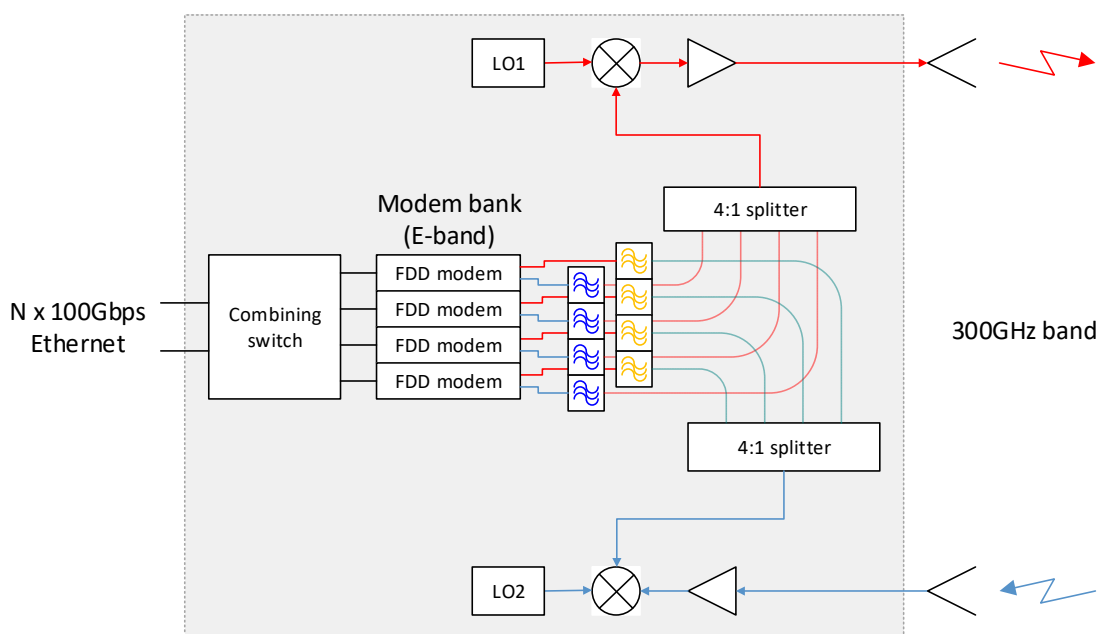 LO1
4:1 splitter
Modem bank
(E-band)
FDD modem
FDD modem
FDD modem
FDD modem
Combining
switch
N x 100Gbps
Ethernet
300GHz band
4:1 splitter
LO2